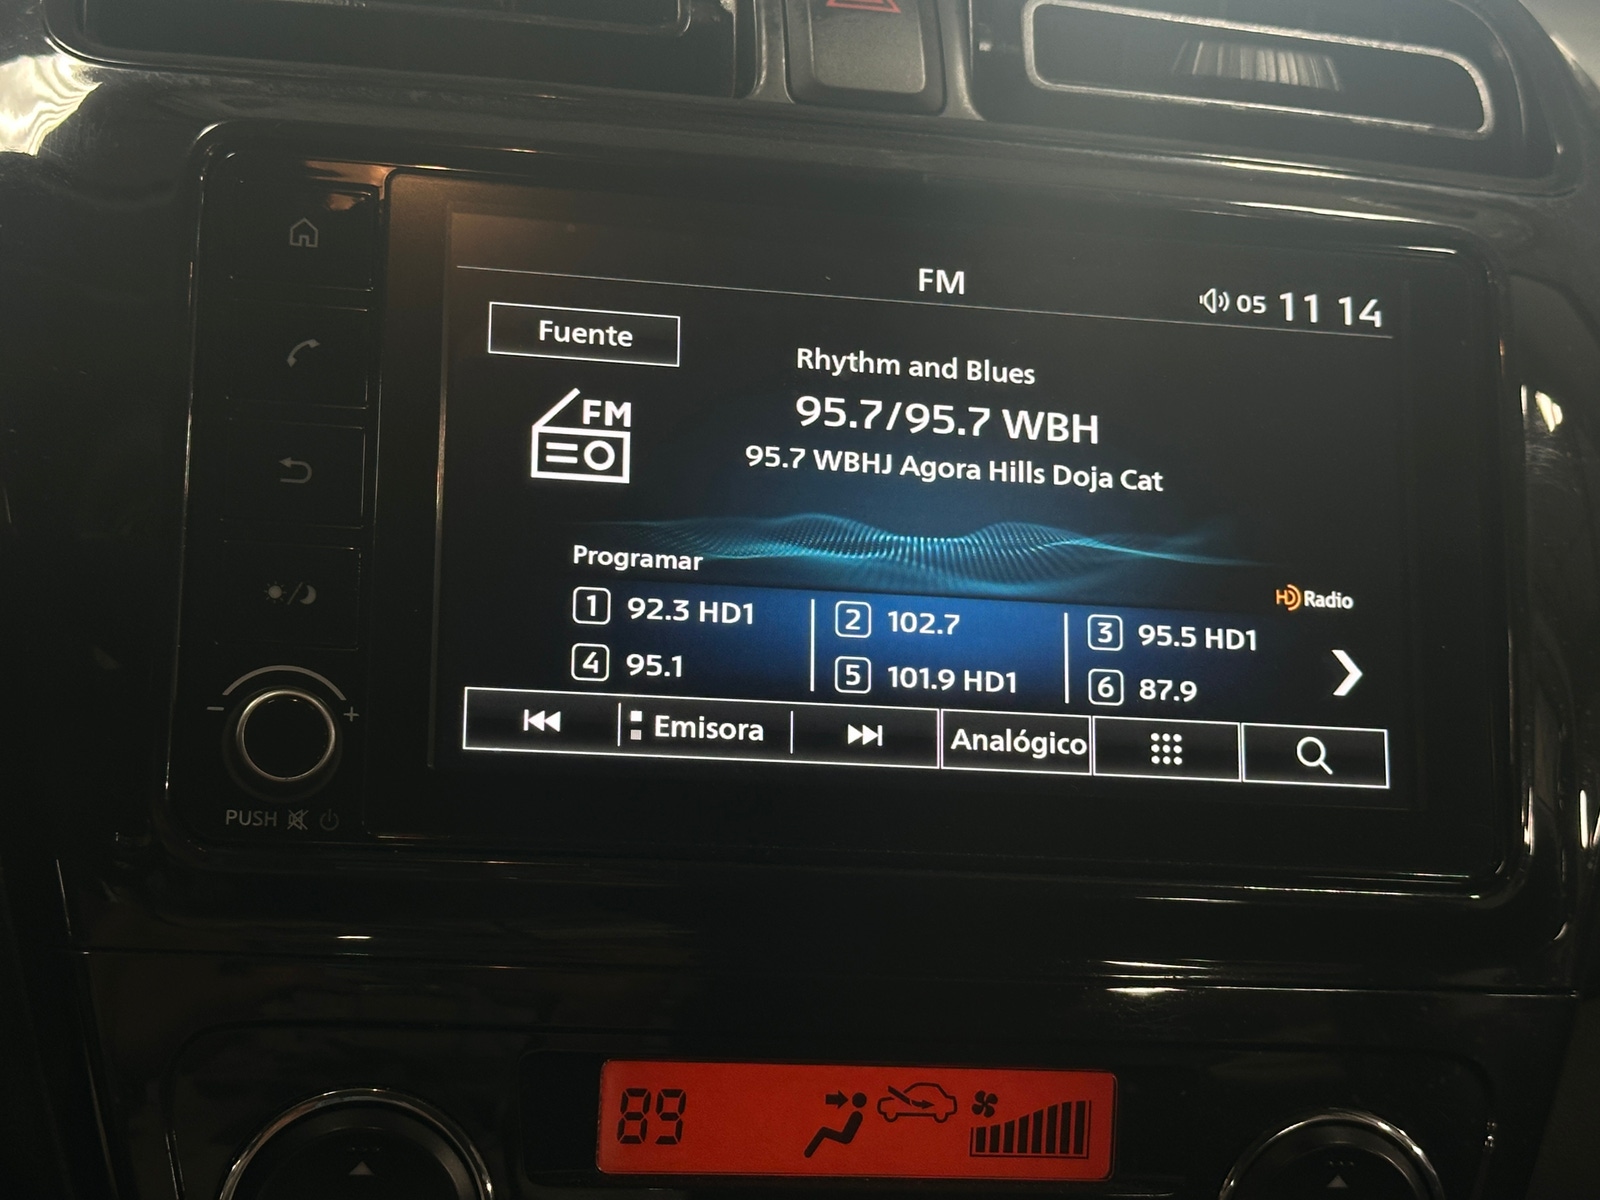 FM
05 11 14
Fuente
Rhythm and Blues
FM
95.7/95.7 WBH
95.7 WBHJ Agora Hills Doja Cat
Programar
HD Radio
1 92.3 HD1
2 102.7
3 95.5 HD1
4 95.1
5 101.9 HD1
6 87.9
Emisora
Analógico
− +
PUSH
89